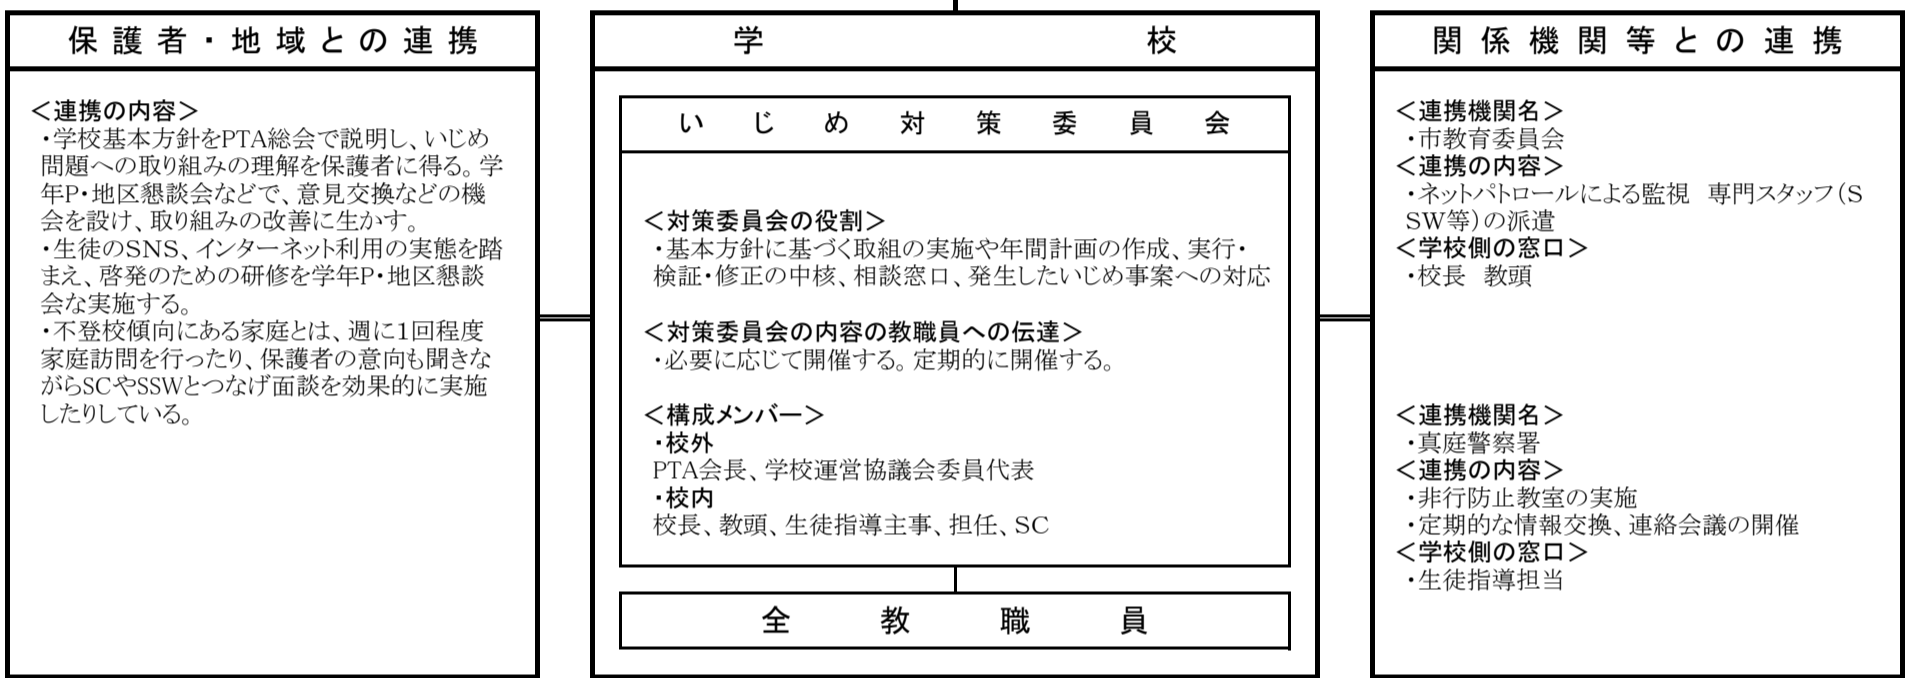 保護者・地域との連携
＜連携の内容＞
・学校基本方針をPTA総会で説明し、いじめ
問題への取り組みの理解を保護者に得る。学
年P・地区懇談会などで、意見交換などの機
会を設け、取り組みの改善に生かす。
・生徒のSNS、インターネット利用の実態を踏
まえ、啓発のための研修を学年P・地区懇談
会な実施する。
・不登校傾向にある家庭とは、週に１回程度
家庭訪問を行ったり、保護者の意向も聞きな
がらSCやSSWとつなげ面談を効果的に実施
したりしている。
学校
いじめ対策委員会
＜対策委員会の役割＞
・基本方針に基づく取組の実施や年間計画の作成、実行・
検証・修正の中核、相談窓口、発生したいじめ事案への対応
＜対策委員会の内容の教職員への伝達＞
・必要に応じて開催する。定期的に開催する。
＜構成メンバー＞
・校外
PTA会長、学校運営協議会委員代表
・校内
校長、教頭、生徒指導主事、担任、SC
全教職員
関係機関等との連携
＜連携機関名＞
・市教育委員会
＜連携の内容＞
・ネットパトロールによる監視　専門スタッフ（S
SW等）の派遣
＜学校側の窓口＞
・校長　教頭
＜連携機関名＞
・真庭警察署
＜連携の内容＞
・非行防止教室の実施
・定期的な情報交換、連絡会議の開催
＜学校側の窓口＞
・生徒指導担当